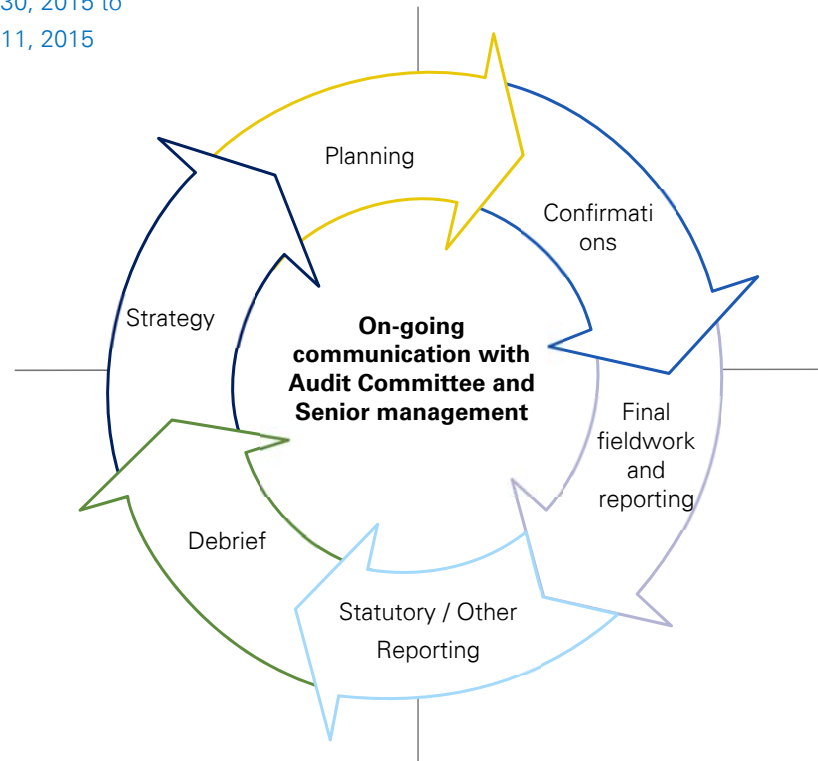 30, 2015 to
11, 2015
Planning
Confirmati
ons
Strategy
On-going
communication with
Audit Committee and
Senior management
Final
fieldwork
and
reporting
Debrief
Statutory / Other
Reporting